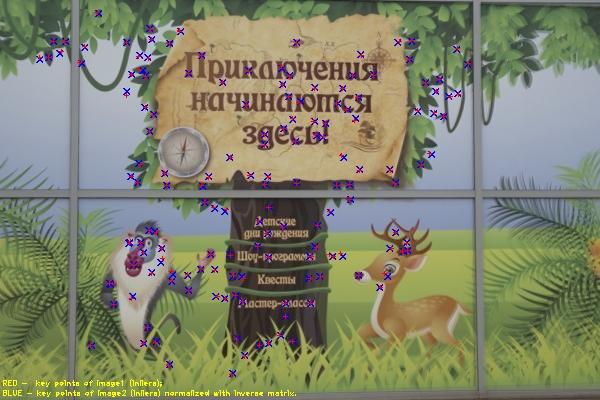 Приключения
начинаются
здесь!
Детские
дни рождения
Шоу-программы
Квесты
Мастер-классы
RED - key points of image1 (inliers);
BLUE - key points of image2 (inliers) normalized with inverse matrix.